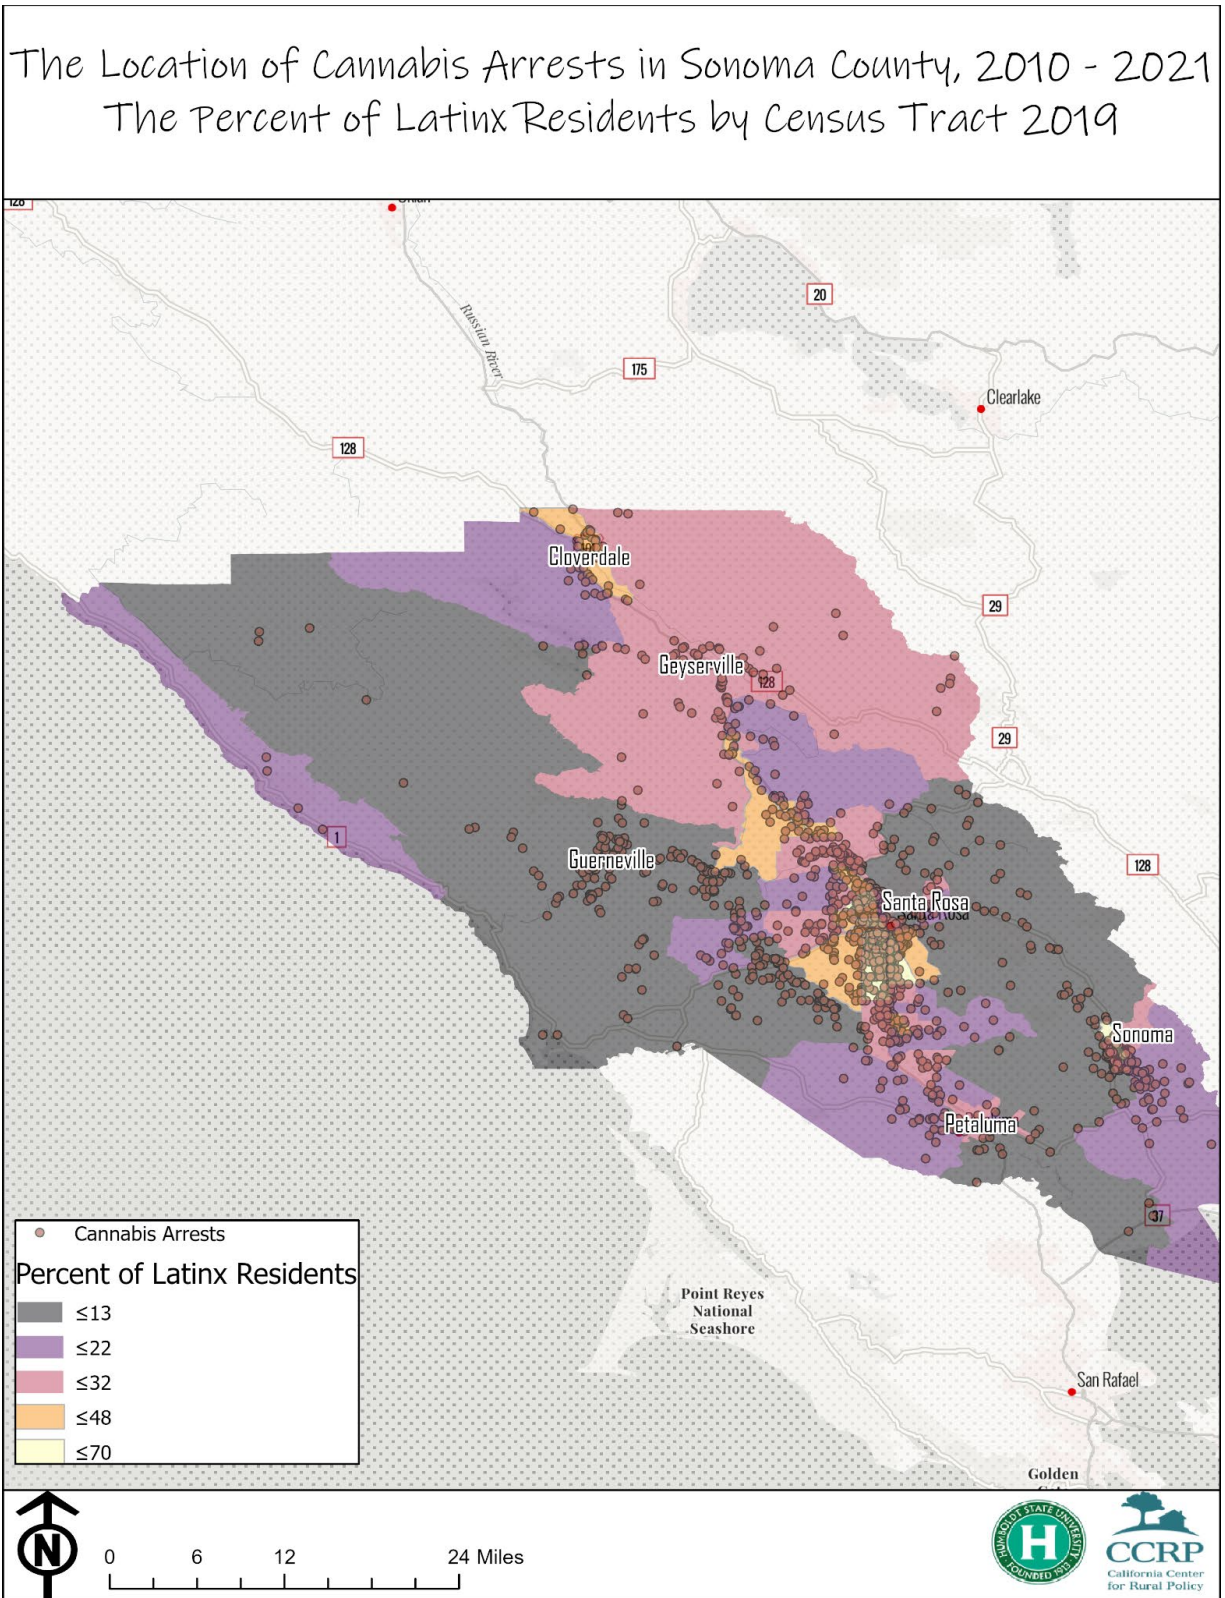 The Location of Cannabis Arrests in Sonoma County, 2010 - 2021
The Percent of Latinx Residents by Census Tract 2019
128
20
Russian River
175
Clearlake
128
Cloverdale
29
Geyserville
128
29
1
Guerneville
128
Santa Rosa
Santa Rosa
Sonoma
Petaluma
37
Cannabis Arrests
Percent of Latinx Residents
≤13
≤22
≤32
≤48
≤70
Point Reyes
National
Seashore
San Rafael
Golden
N
0 6 12 24 Miles
HUMBOLDT STATE UNIVERSITY
H
FOUNDED 1913
CCRP
California Center
for Rural Policy